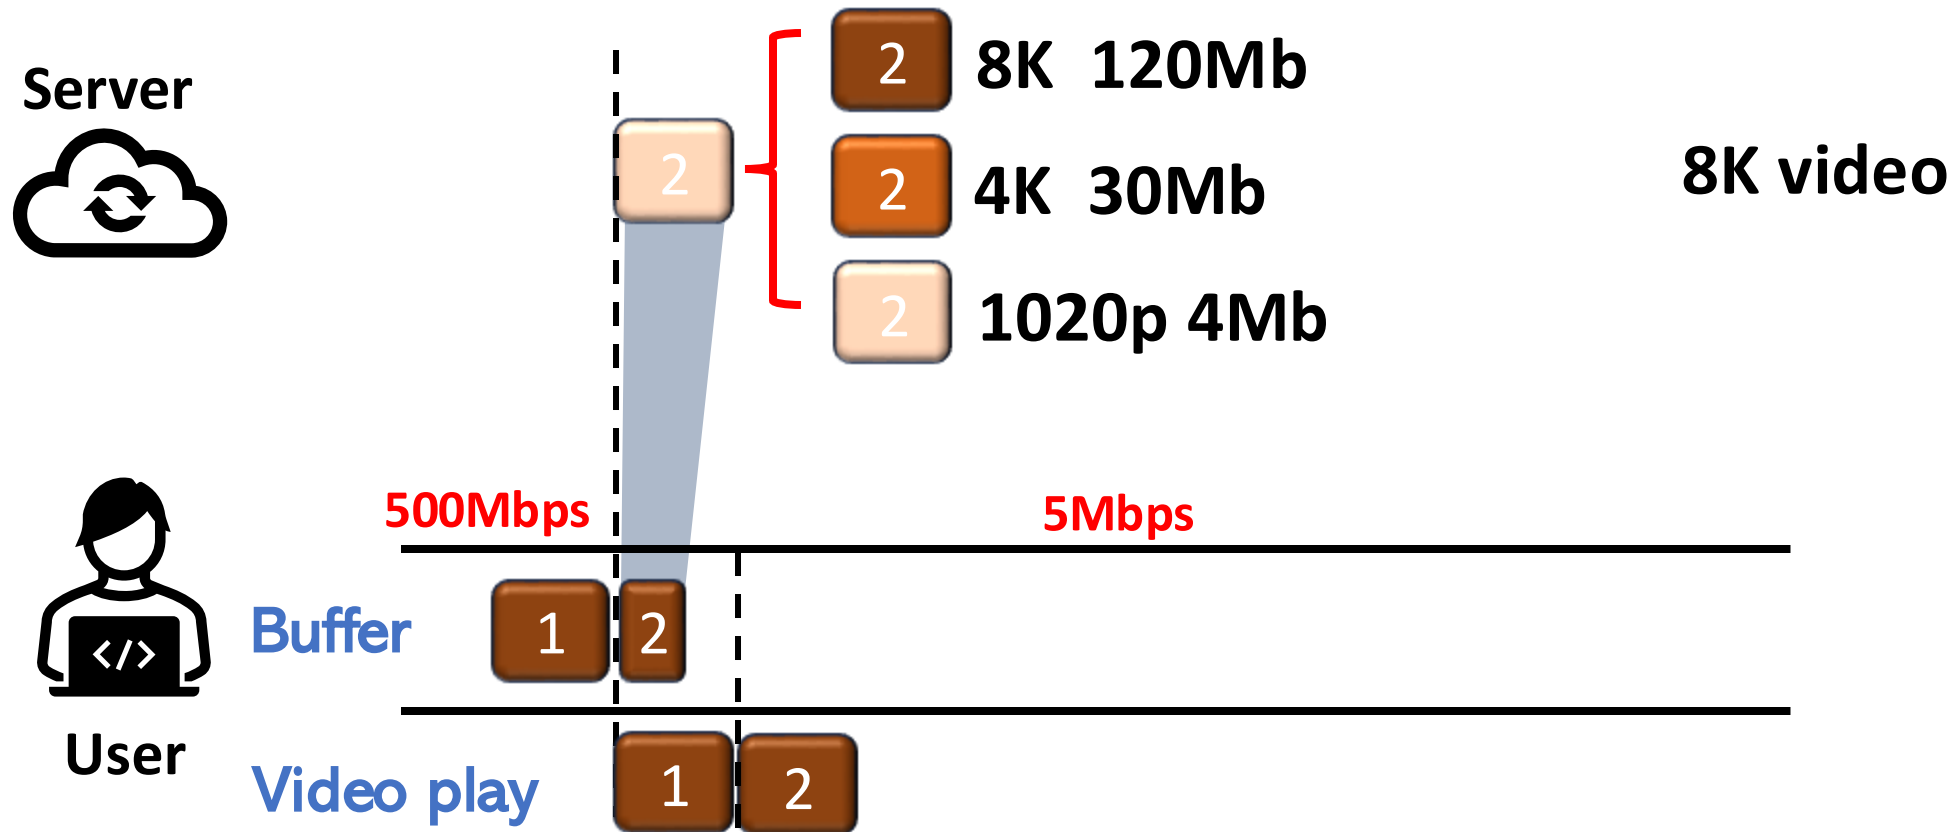 Server
2
2
8K 120Mb
2
4K 30Mb
2
1020p 4Mb
8K video
500Mbps
5Mbps
</>
User
Buffer
1
2
Video play
1
2